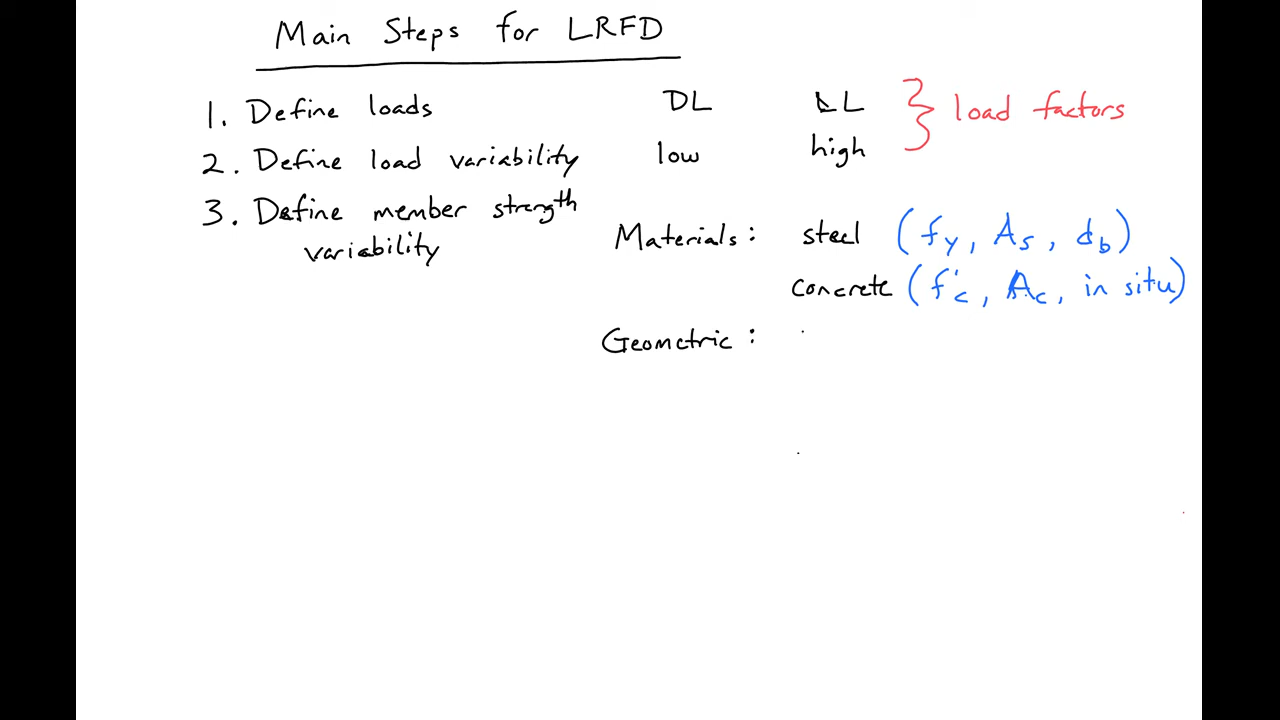 Main Steps for LRFD
1. Define loads DL LL } load factors
2. Define load variability low high
3. Define member strength
variability
Materials: steel (fy, As, db)
concrete (f'c, Ac, in situ)
Geometric: